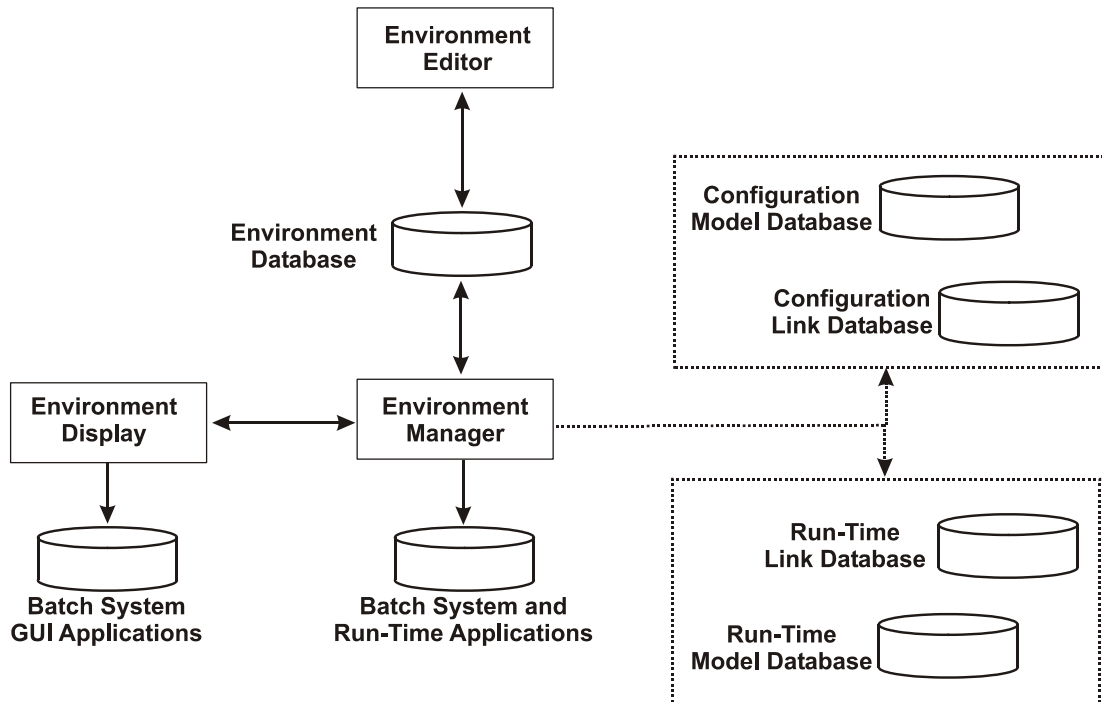 Environment
Editor
Configuration
Model Database
Environment
Database
Configuration
Link Database
Environment
Display
Environment
Manager
Run-Time
Link Database
Batch System
GUI Applications
Batch System and
Run-Time Applications
Run-Time
Model Database